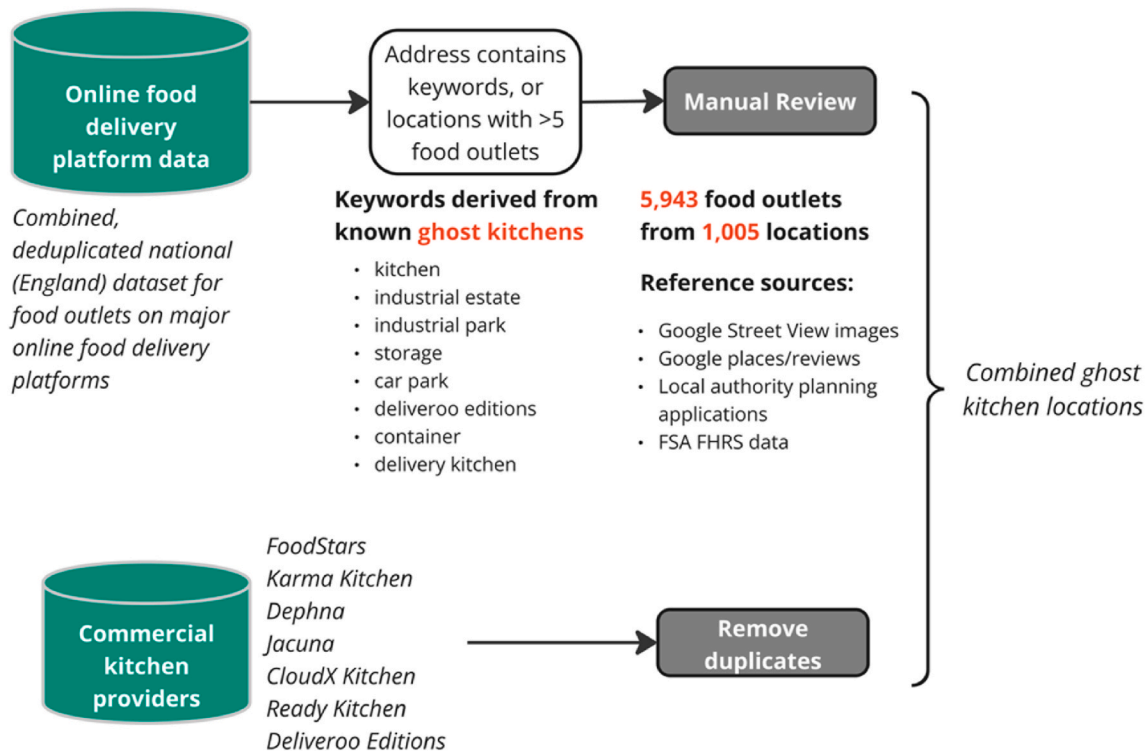 Online food
delivery
platform data
Combined,
deduplicated national
(England) dataset for
food outlets on major
online food delivery
platforms
Address contains
keywords, or
locations with >5
food outlets
Keywords derived from
known ghost kitchens
• kitchen
• industrial estate
• industrial park
• storage
• car park
• deliveroo editions
• container
• delivery kitchen
Manual Review
5,943 food outlets
from 1,005 locations
Reference sources:
• Google Street View images
• Google places/reviews
• Local authority planning
applications
• FSA FHRS data
Combined ghost
kitchen locations
Commercial
kitchen
providers
FoodStars
Karma Kitchen
Dephna
Jacuna
CloudX Kitchen
Ready Kitchen
Deliveroo Editions
Remove
duplicates